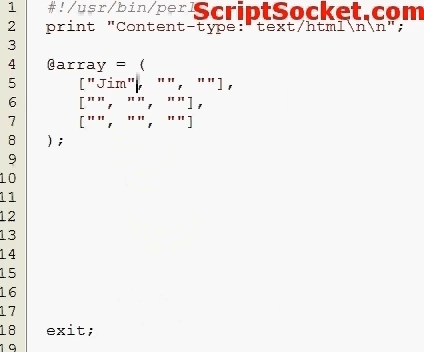 1 #!/usr/bin/perl
ScriptSocket.com
2 print "Content-type: text/html\n\n";
3
4 @array = (
5 ["Jim", "", ""],
6 ["", "", ""],
7 ["", "", ""]
8 );
9
10
11
12
13
14
15
16
17
18 exit;
19